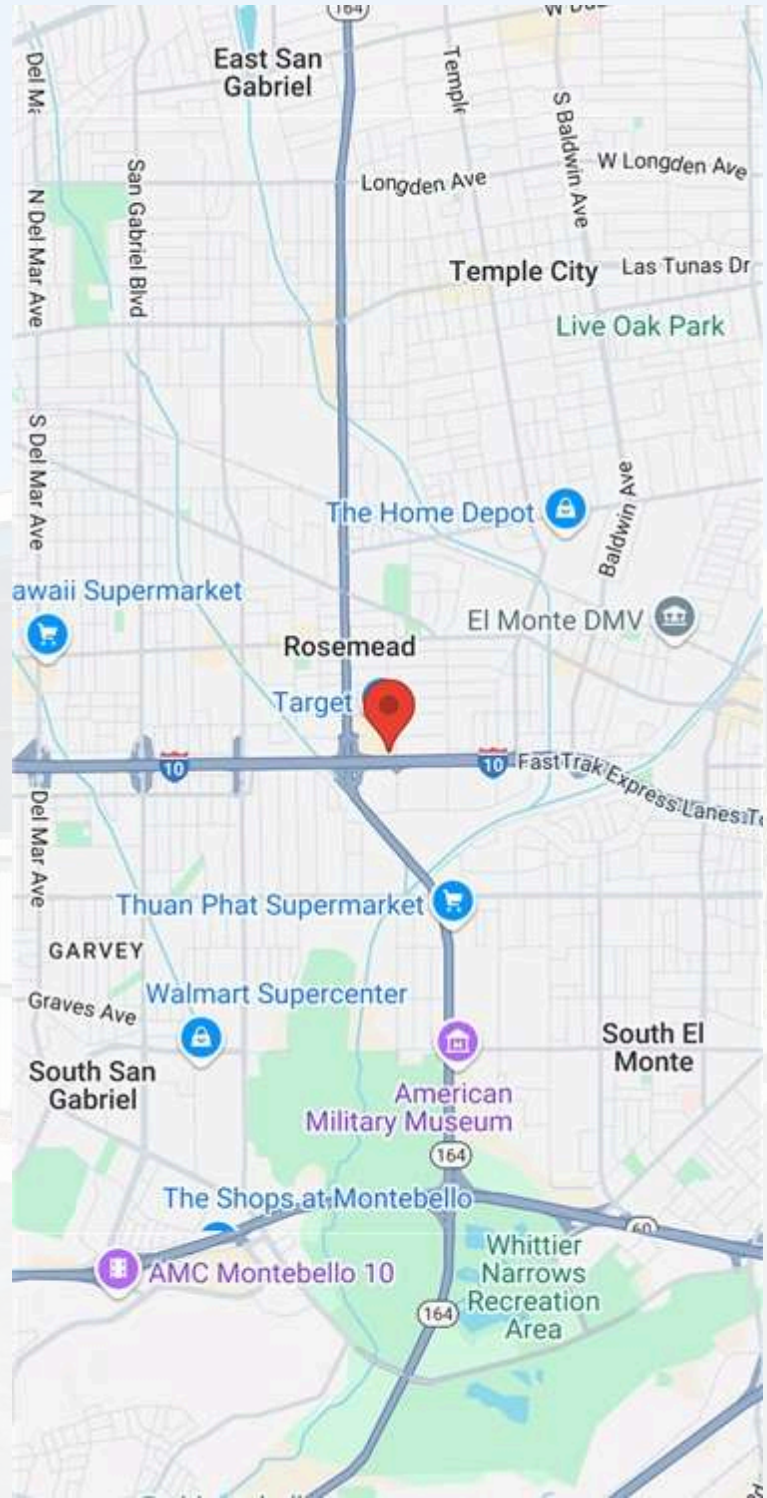 164
East San
Gabriel
Longden Ave
W Longden Ave
S Baldwin Ave
San Gabriel Blvd
N Del Mar Ave
Temple City
Las Tunas Dr
Live Oak Park
S Del Mar Ave
The Home Depot
Baldwin Ave
awaii Supermarket
El Monte DMV
Rosemead
Target
10
10
FastTrak Express Lanes
Del Mar Ave
Thuan Phat Supermarket
GARVEY
Walmart Supercenter
Graves Ave
South El
Monte
South San
Gabriel
American
Military Museum
164
The Shops at Montebello
60
Whittier
Narrows
Recreation
Area
AMC Montebello 10
164